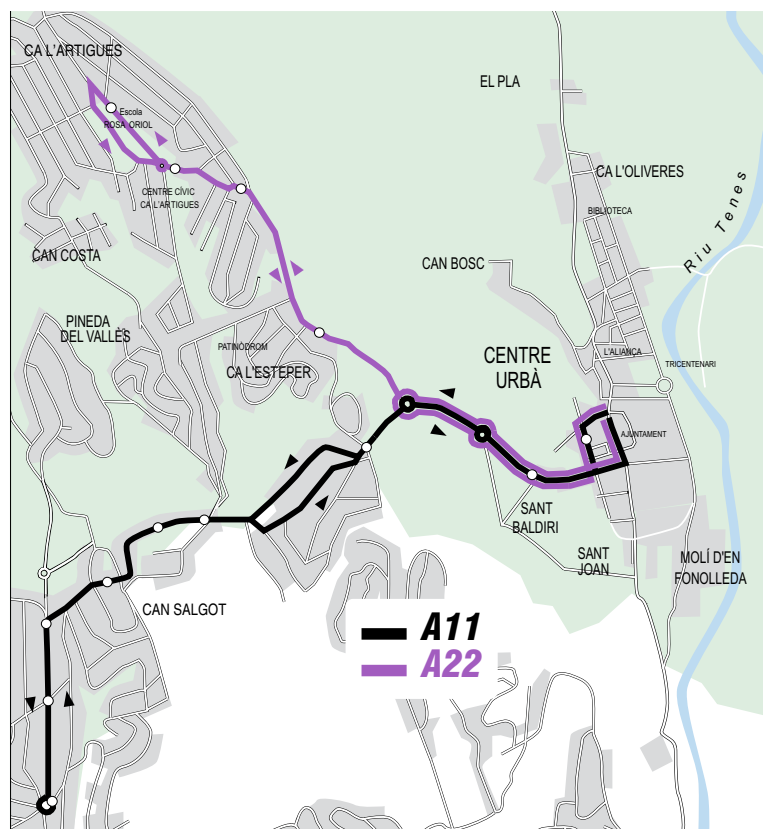 CA L'ARTIGUES
EL PLA
Escola
ROSA ORIOL
CA L'OLIVERES
CENTRE CÍVIC
CA L'ARTIGUES
BIBLIOTECA
Riu Tenes
CAN COSTA
CAN BOSC
PINEDA
DEL VALLÈS
PATINÒDROM
CENTRE
URBÀ
L'ALIANÇA
TRICENTENARI
CA L'ESTEPER
AJUNTAMENT
SANT
BALDIRI
SANT
JOAN
MOLÍ D'EN
FONOLLEDA
CAN SALGOT
A11
A22